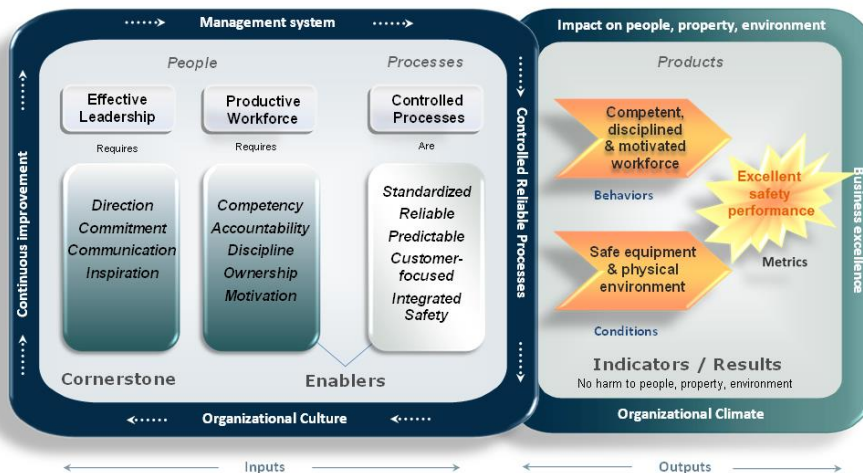 Management system
Impact on people, property, environment
People
Processes
Products
Effective
Leadership
Productive
Workforce
Controlled
Processes
Requires
Requires
Are
Direction
Commitment
Communication
Inspiration
Competency
Accountability
Discipline
Ownership
Motivation
Standardized
Reliable
Predictable
Customer-
focused
Integrated
Safety
Continuous improvement
Controlled Reliable Processes
Competent,
disciplined
& motivated
workforce
Behaviors
Excellent
safety
performance
Metrics
Safe equipment
& physical
environment
Conditions
Business excellence
Cornerstone
Enablers
Indicators / Results
No harm to people, property, environment
Organizational Culture
Organizational Climate
Inputs
Outputs